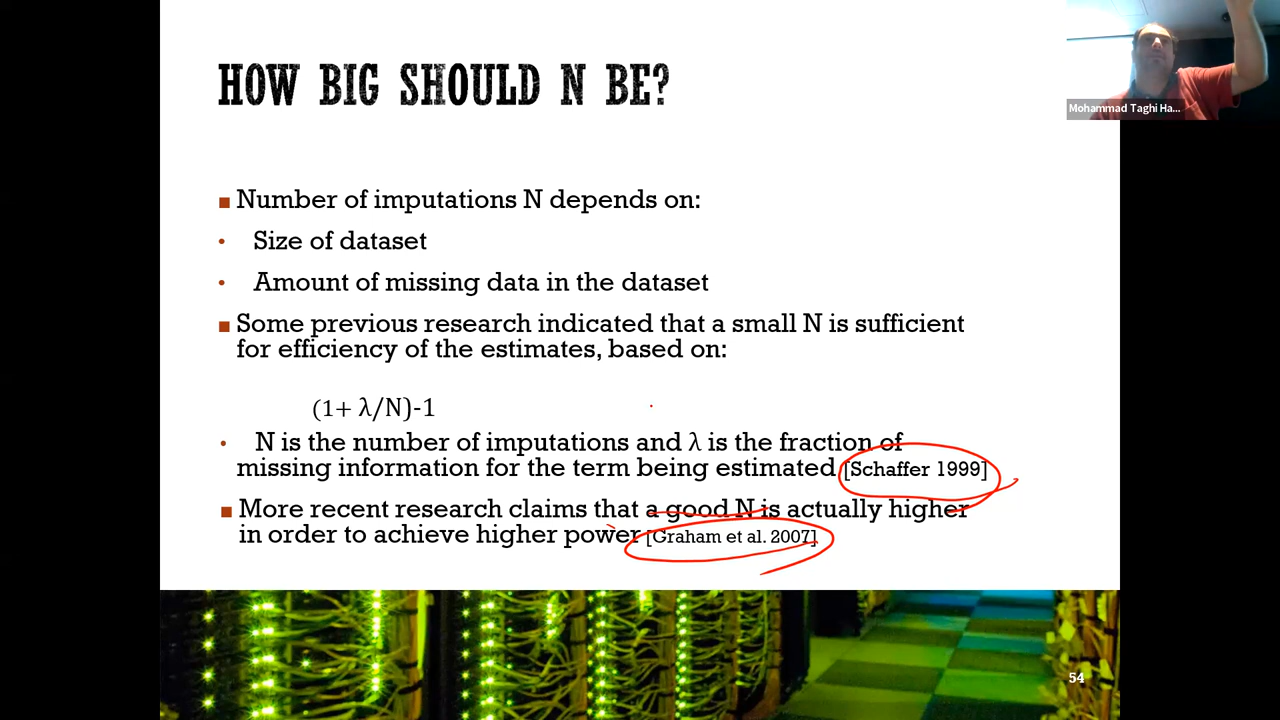 HOW BIG SHOULD N BE?
Mohammad Taghi Ha...
■ Number of imputations N depends on:
• Size of dataset
• Amount of missing data in the dataset
■ Some previous research indicated that a small N is sufficient
for efficiency of the estimates, based on:
(1+ λ/N)-1
• N is the number of imputations and λ is the fraction of
missing information for the term being estimated [Schaffer 1999]
■ More recent research claims that a good N is actually higher
in order to achieve higher power [Graham et al. 2007]
54